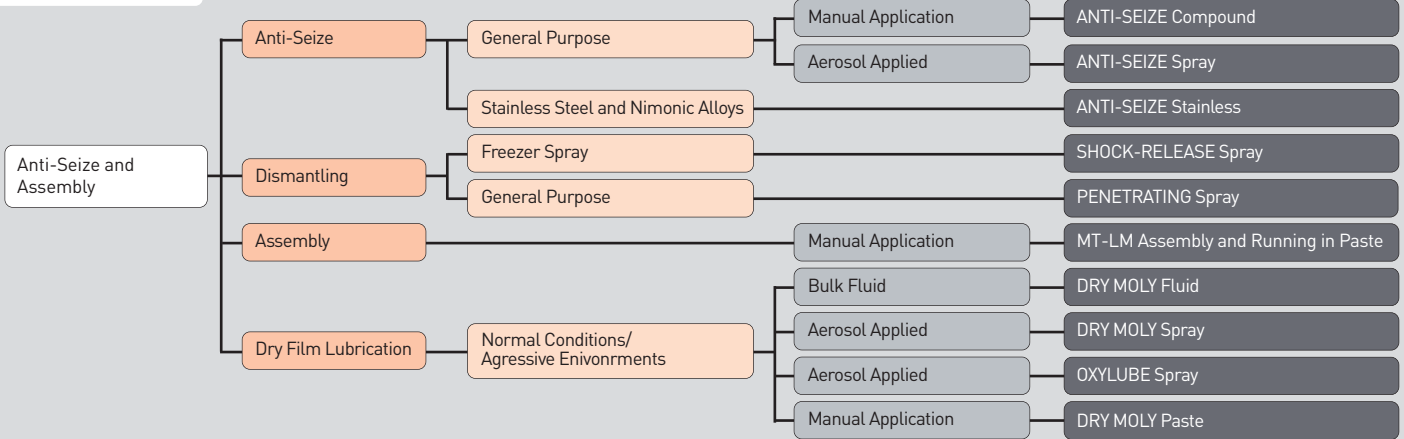 Anti-Seize and
Assembly
Anti-Seize
General Purpose
Manual Application
ANTI-SEIZE Compound
Aerosol Applied
ANTI-SEIZE Spray
Stainless Steel and Nimonic Alloys
ANTI-SEIZE Stainless
Dismantling
Freezer Spray
SHOCK-RELEASE Spray
General Purpose
PENETRATING Spray
Assembly
Manual Application
MT-LM Assembly and Running in Paste
Dry Film Lubrication
Normal Conditions/
Agressive Enivonrments
Bulk Fluid
DRY MOLY Fluid
Aerosol Applied
DRY MOLY Spray
Aerosol Applied
OXYLUBE Spray
Manual Application
DRY MOLY Paste